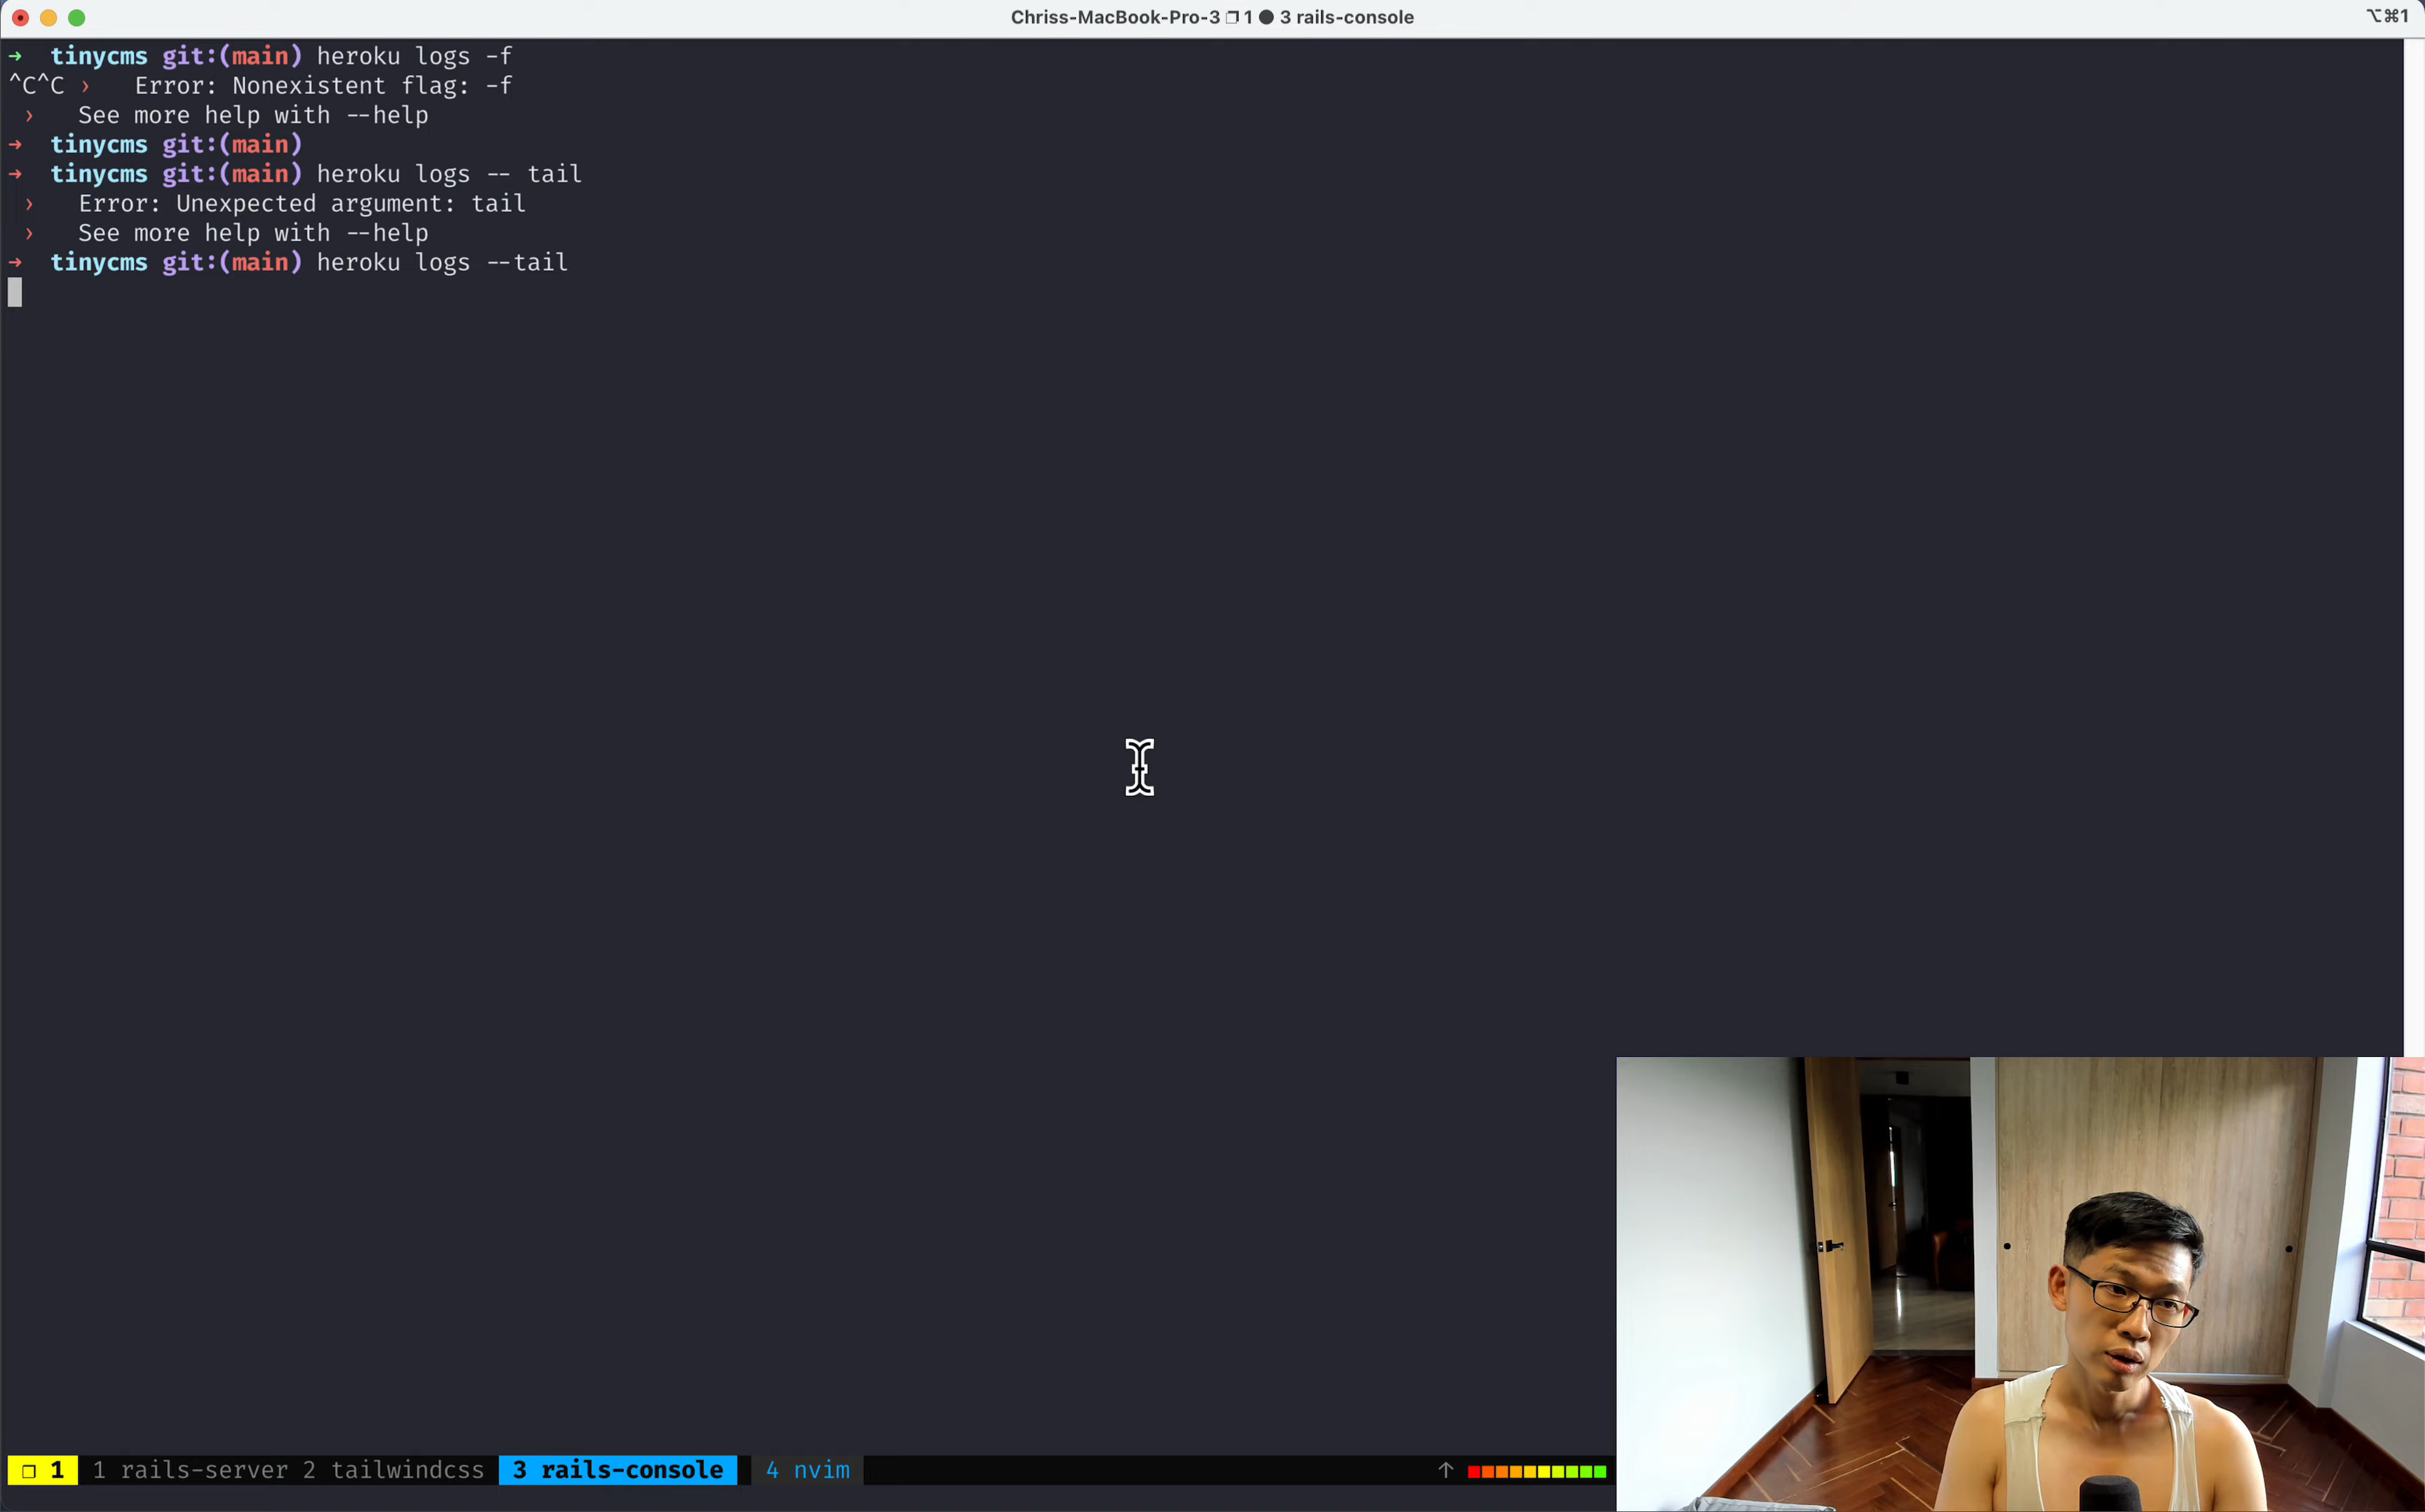 Chriss-MacBook-Pro-3 ❐ 1 ● 3 rails-console
⌥⌘1
➜ tinycms git:(main) heroku logs -f
^C^C › Error: Nonexistent flag: -f
› See more help with --help
➜ tinycms git:(main)
➜ tinycms git:(main) heroku logs -- tail
› Error: Unexpected argument: tail
› See more help with --help
➜ tinycms git:(main) heroku logs --tail
❐ 1 1 rails-server 2 tailwindcss 3 rails-console 4 nvim ↑